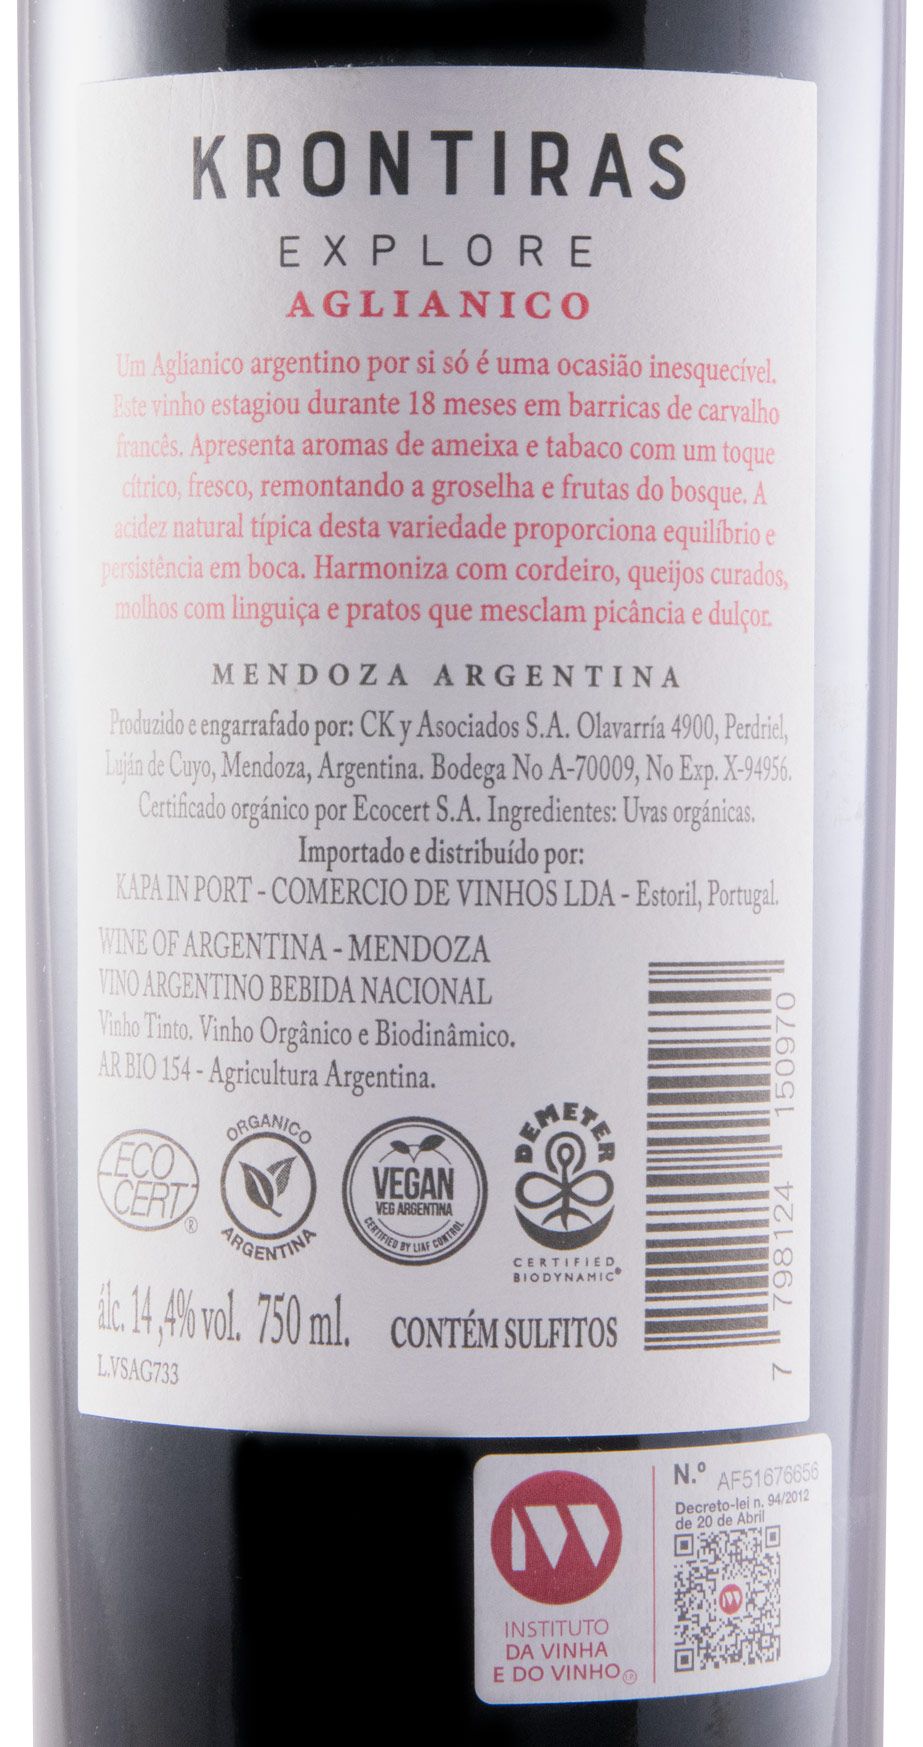 KRONTIRAS
EXPLORE
AGLIANICO
Um Aglianico argentino por si só é uma ocasião inesquecível.
Este vinho estagiou durante 18 meses em barricas de carvalho
francês. Apresenta aromas de ameixa e tabaco com um toque
cítrico, fresco, remontando a groselha e frutas do bosque. A
acidez natural típica desta variedade proporciona equilíbrio e
persistência em boca. Harmoniza com cordeiro, queijos curados,
molhos com linguiça e pratos que mesclam picância e dulçor.
MENDOZA ARGENTINA
Produzido e engarrafado por: CK y Asociados S.A. Olavarría 4900, Perdriel,
Luján de Cuyo, Mendoza, Argentina. Bodega No A-70009, No Exp. X-94956.
Certificado orgánico por Ecocert S.A. Ingredientes: Uvas orgánicas.
Importado e distribuído por:
KAPA IN PORT - COMERCIO DE VINHOS LDA - Estoril, Portugal.
WINE OF ARGENTINA - MENDOZA
VINO ARGENTINO BEBIDA NACIONAL
Vinho Tinto. Vinho Orgânico e Biodinâmico.
AR BIO 154 - Agricultura Argentina.
ECO
CERT®
ORGANICO
ARGENTINA
VEGAN
VEG ARGENTINA
CERTIFIED BY LIAF CONTROL
DEMETER
CERTIFIED
BIODYNAMIC®
7 798124 150970
álc. 14,4% vol. 750 ml. CONTÉM SULFITOS
L.VSAG733
INSTITUTO
DA VINHA
E DO VINHO I.P.
N.º AF51676656
Decreto-lei n. 94/2012
de 20 de Abril